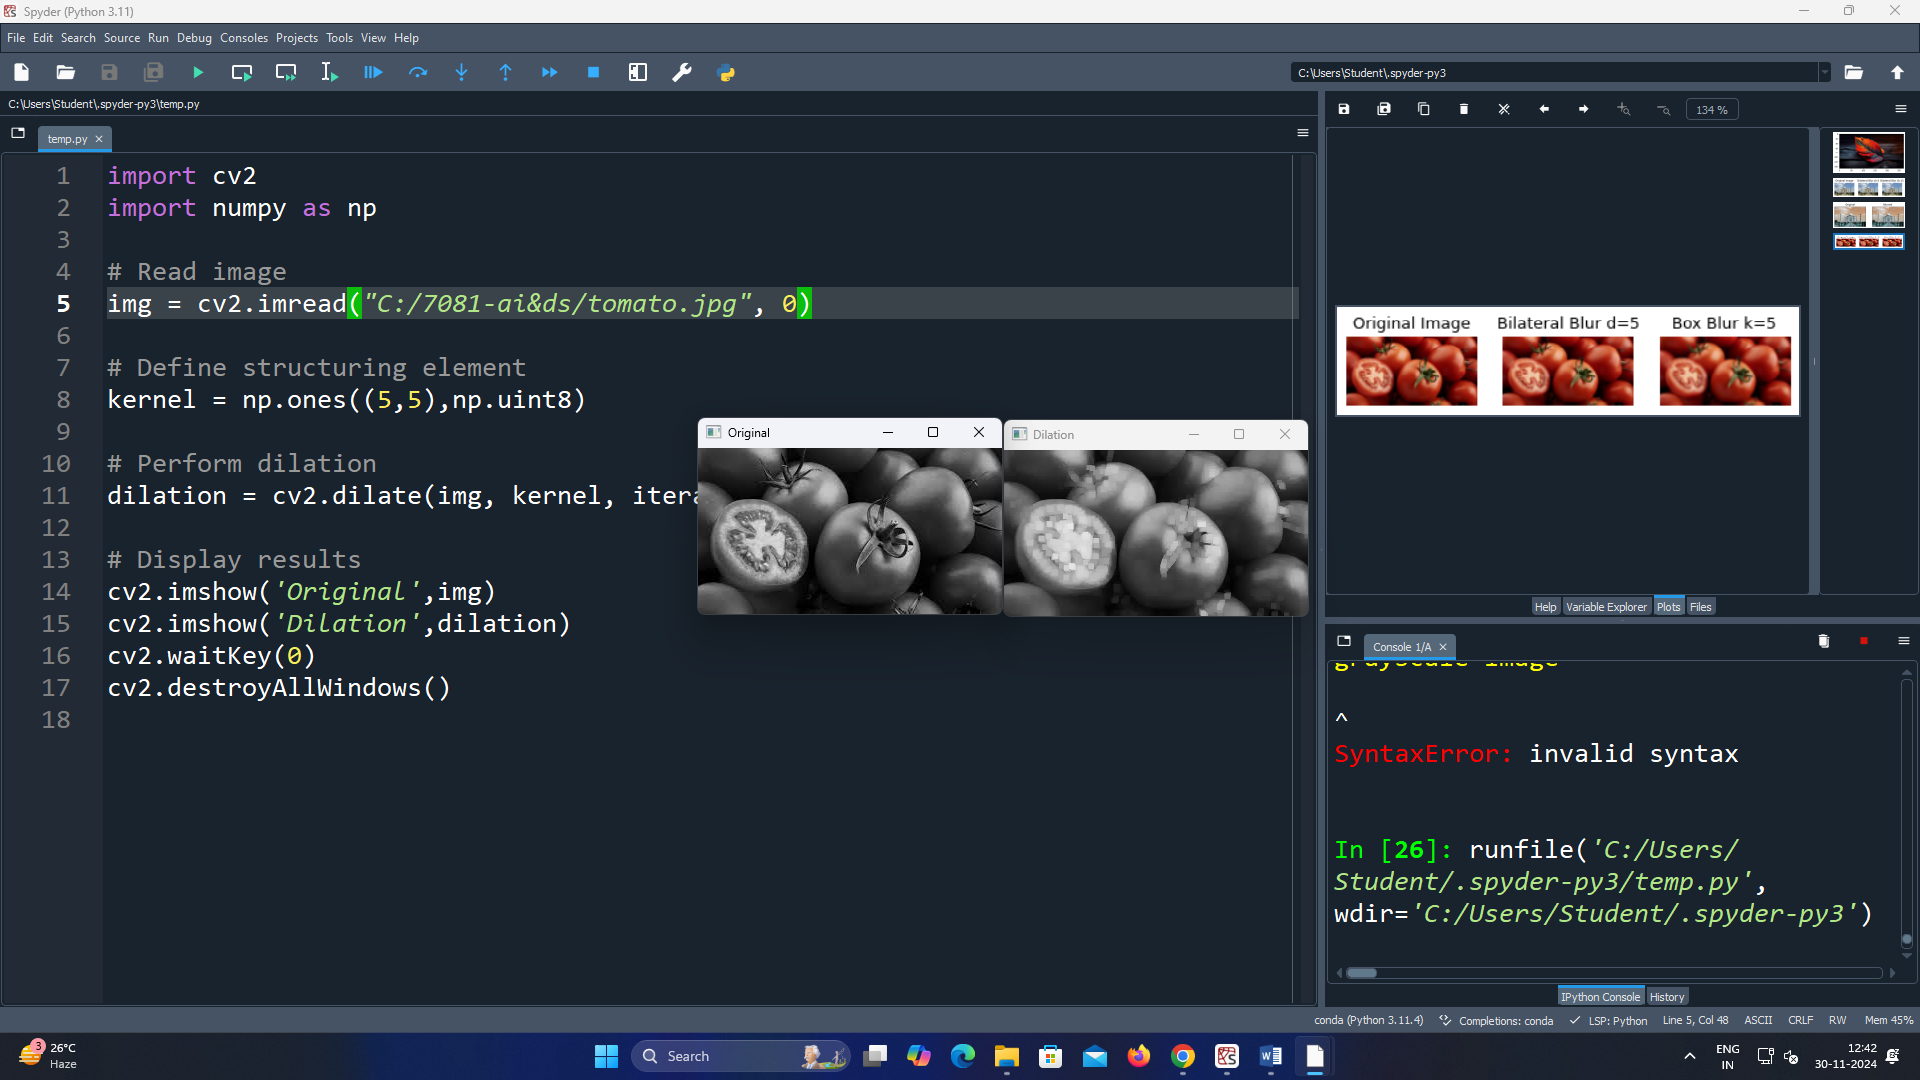 Spyder (Python 3.11)
File Edit Search Source Run Debug Consoles Projects Tools View Help
C:\Users\Student\.spyder-py3
C:\Users\Student\.spyder-py3\temp.py
temp.py
1 import cv2
2 import numpy as np
3
4 # Read image
5 img = cv2.imread("C:/7081-ai&ds/tomato.jpg", 0)
6
7 # Define structuring element
8 kernel = np.ones((5,5),np.uint8)
9
10 # Perform dilation
11 dilation = cv2.dilate(img, kernel, itera
12
13 # Display results
14 cv2.imshow('Original',img)
15 cv2.imshow('Dilation',dilation)
16 cv2.waitKey(0)
17 cv2.destroyAllWindows()
18
Original
Dilation
134 %
Original Image Bilateral Blur d=5 Box Blur k=5
Help Variable Explorer Plots Files
Console 1/A
grayscale image
^
SyntaxError: invalid syntax
In [26]: runfile('C:/Users/
Student/.spyder-py3/temp.py',
wdir='C:/Users/Student/.spyder-py3')
IPython Console History
conda (Python 3.11.4) Completions: conda LSP: Python Line 5, Col 48 ASCII CRLF RW Mem 45%
3
26°C
Haze
Search
ENG
IN
12:42
30-11-2024